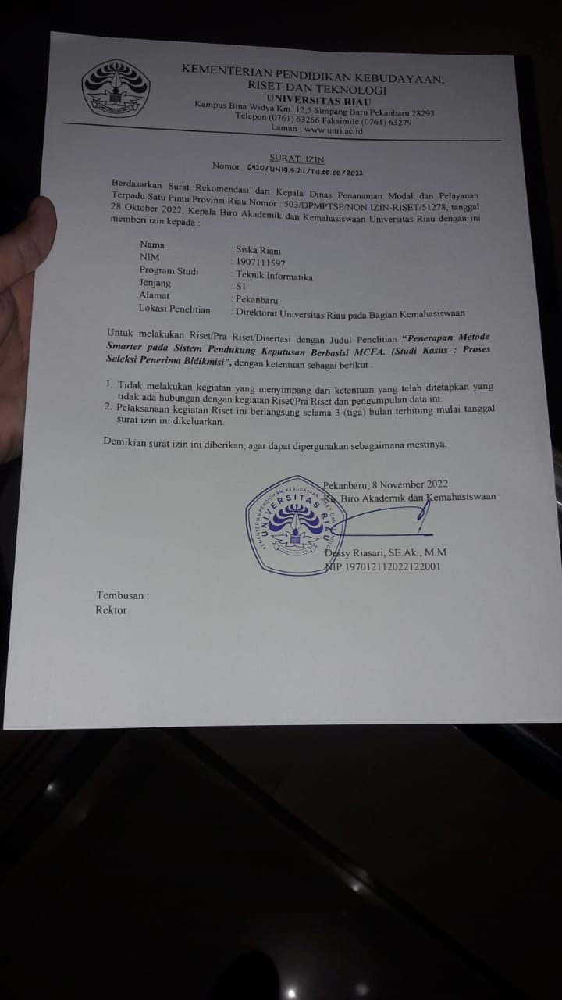 KEMENTERIAN PENDIDIKAN KEBUDAYAAN,
RISET DAN TEKNOLOGI
UNIVERSITAS RIAU
Kampus Bina Widya Km. 12,5 Simpang Baru Pekanbaru 28293
Telepon (0761) 63266 Faksimile (0761) 63279
Laman : www.unri.ac.id
UNIVERSITAS RIAU
SURAT IZIN
Nomor : 6920/UN19.5.2.1/TU.00.00/2022
Berdasarkan Surat Rekomendasi dari Kepala Dinas Penanaman Modal dan Pelayanan
Terpadu Satu Pintu Provinsi Riau Nomor : 503/DPMPTSP/NON IZIN-RISET/51278, tanggal
28 Oktober 2022, Kepala Biro Akademik dan Kemahasiswaan Universitas Riau dengan ini
memberi izin kepada :
Nama : Siska Riani
NIM : 1907111597
Program Studi : Teknik Informatika
Jenjang : S1
Alamat : Pekanbaru
Lokasi Penelitian : Direktorat Universitas Riau pada Bagian Kemahasiswaan
Untuk melakukan Riset/Pra Riset/Disertasi dengan Judul Penelitian “Penerapan Metode
Smarter pada Sistem Pendukung Keputusan Berbasisi MCFA. (Studi Kasus : Proses
Seleksi Penerima Bidikmisi”, dengan ketentuan sebagai berikut :
1. Tidak melakukan kegiatan yang menyimpang dari ketentuan yang telah ditetapkan yang
tidak ada hubungan dengan kegiatan Riset/Pra Riset dan pengumpulan data ini.
2. Pelaksanaan kegiatan Riset ini berlangsung selama 3 (tiga) bulan terhitung mulai tanggal
surat izin ini dikeluarkan.
Demikian surat izin ini diberikan, agar dapat dipergunakan sebagaimana mestinya.
Pekanbaru, 8 November 2022
Ka. Biro Akademik dan Kemahasiswaan
KEMENTERIAN PENDIDIKAN KEBUDAYAAN RISET DAN TEKNOLOGI
UNIVERSITAS RIAU
Dessy Riasari, SE.Ak., M.M
NIP 197012112022122001
Tembusan :
Rektor